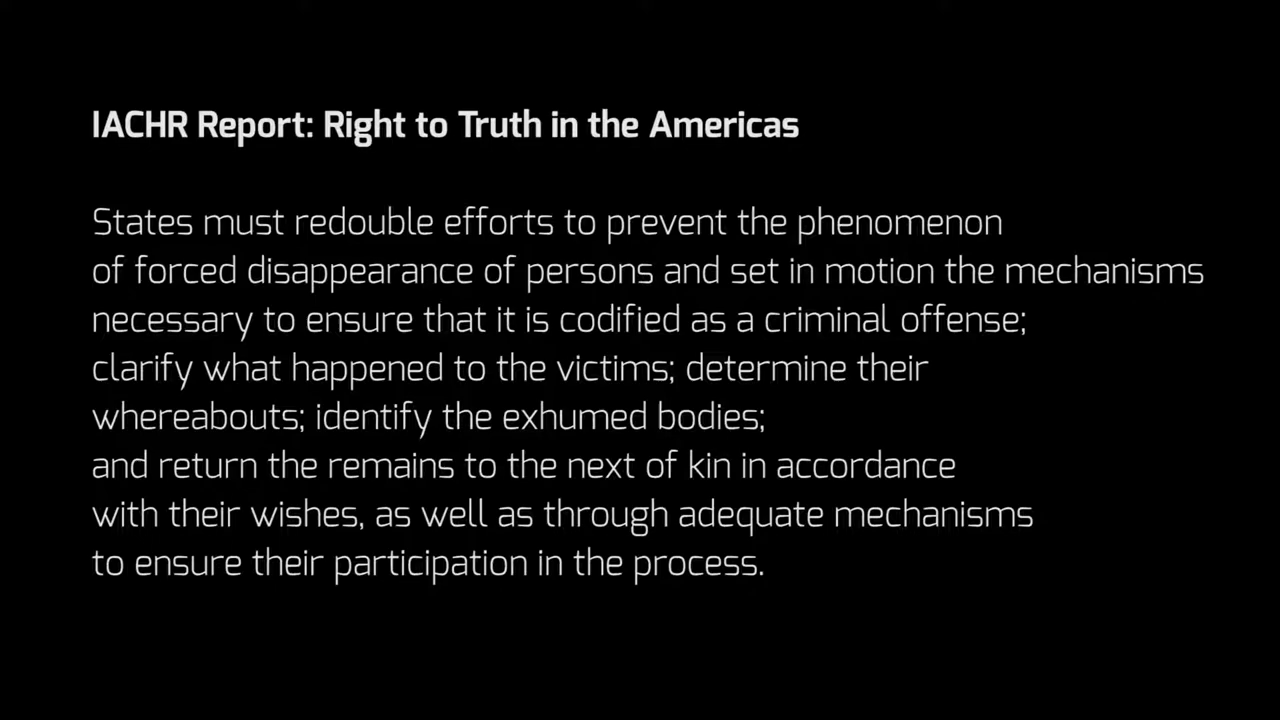 IACHR Report: Right to Truth in the Americas
States must redouble efforts to prevent the phenomenon
of forced disappearance of persons and set in motion the mechanisms
necessary to ensure that it is codified as a criminal offense;
clarify what happened to the victims; determine their
whereabouts; identify the exhumed bodies;
and return the remains to the next of kin in accordance
with their wishes, as well as through adequate mechanisms
to ensure their participation in the process.